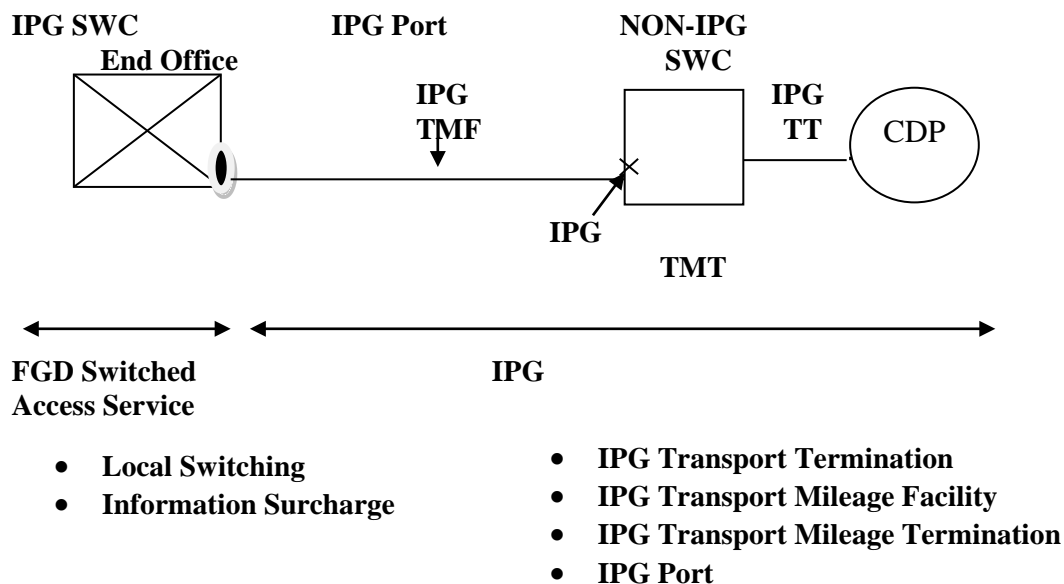 IPG SWC IPG Port NON-IPG
End Office SWC
IPG IPG
TMF TT CDP
IPG
TMT
FGD Switched IPG
Access Service
• Local Switching
• Information Surcharge
• IPG Transport Termination
• IPG Transport Mileage Facility
• IPG Transport Mileage Termination
• IPG Port